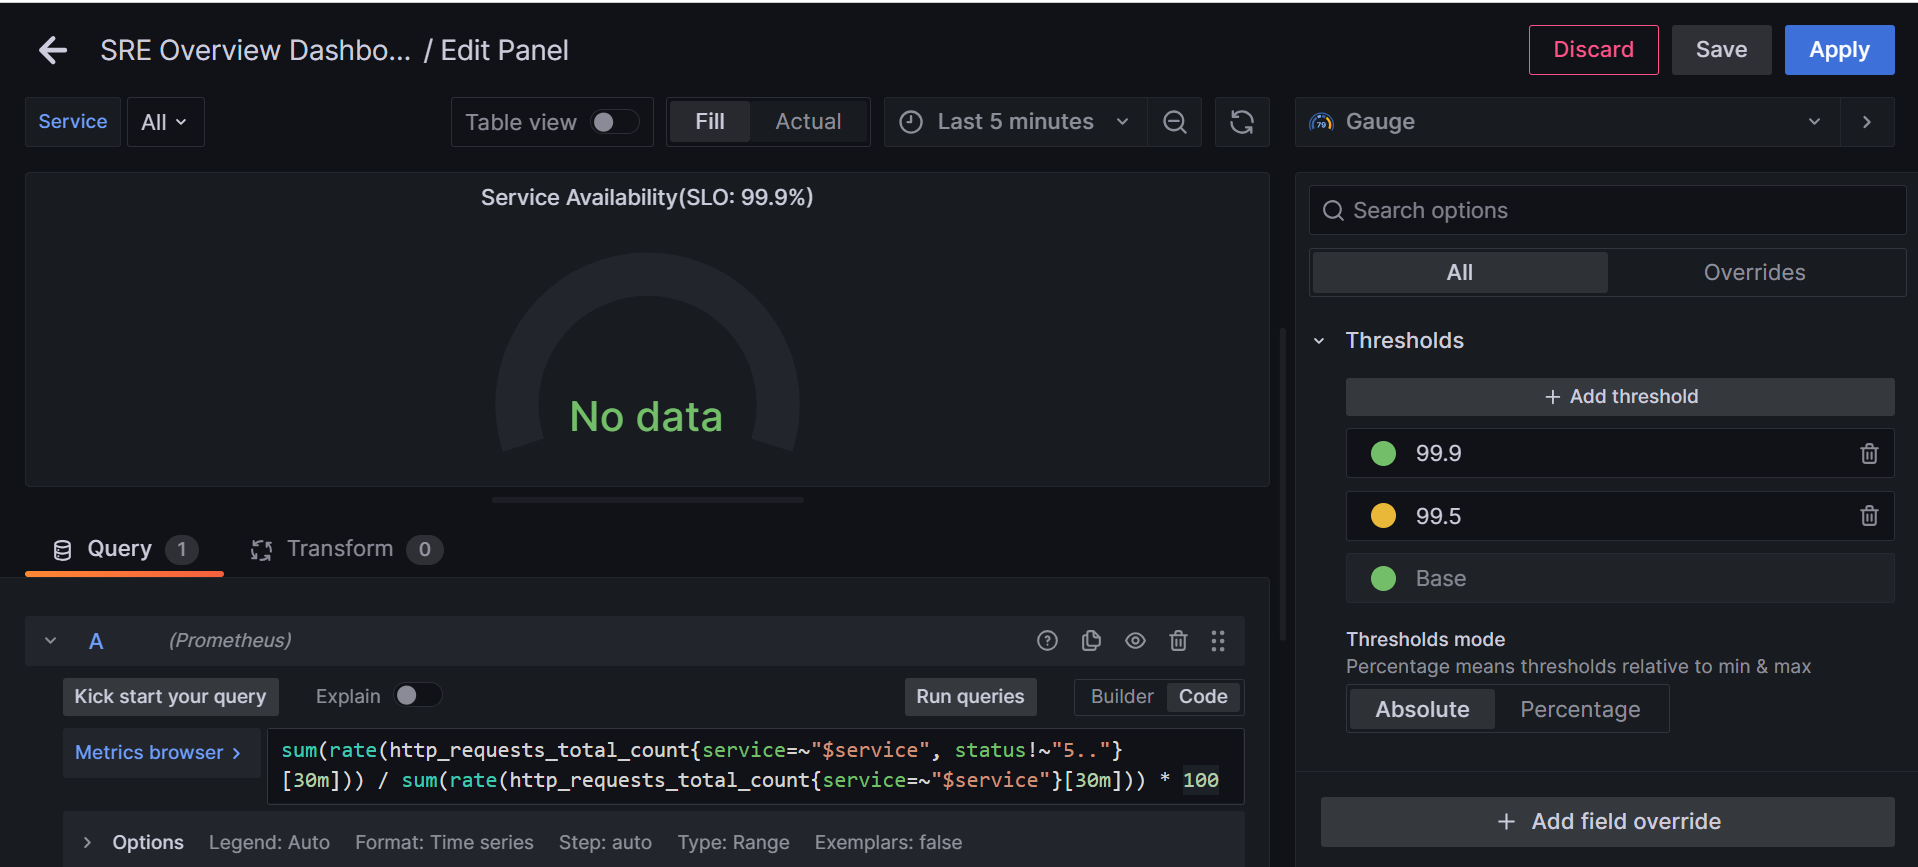 SRE Overview Dashbo... / Edit Panel
Discard
Save
Apply
Service
All
Table view
Fill
Actual
Last 5 minutes
79
Gauge
Service Availability(SLO: 99.9%)
No data
Search options
All
Overrides
Thresholds
+ Add threshold
99.9
99.5
Base
Thresholds mode
Percentage means thresholds relative to min & max
Absolute
Percentage
+ Add field override
Query 1
Transform 0
A (Prometheus)
Kick start your query
Explain
Run queries
Builder
Code
Metrics browser >
sum(rate(http_requests_total_count{service=~"$service", status!~"5.."}
[30m])) / sum(rate(http_requests_total_count{service=~"$service"}[30m])) * 100
> Options Legend: Auto Format: Time series Step: auto Type: Range Exemplars: false